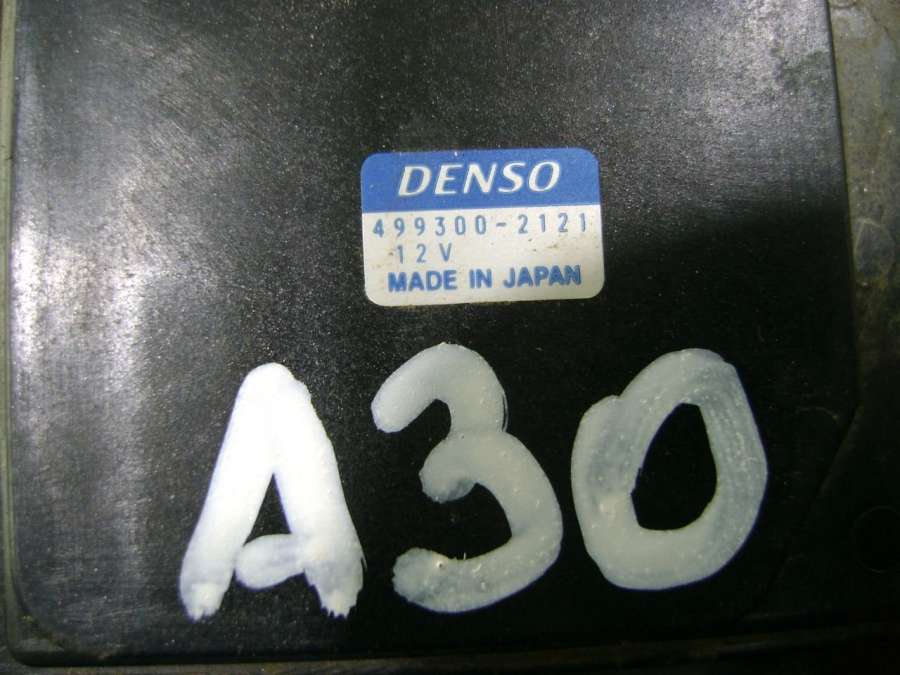 DENSO
499300-2121
12V
MADE IN JAPAN
A30